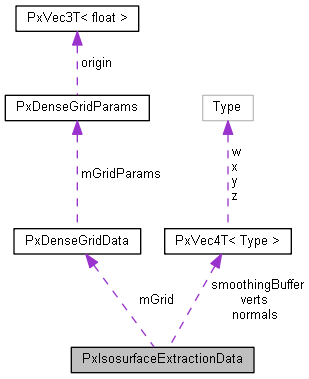 PxVec3T< float >
origin
PxDenseGridParams
Type
mGridParams
w
x
y
z
PxDenseGridData
PxVec4T< Type >
mGrid
smoothingBuffer
verts
normals
PxIsosurfaceExtractionData